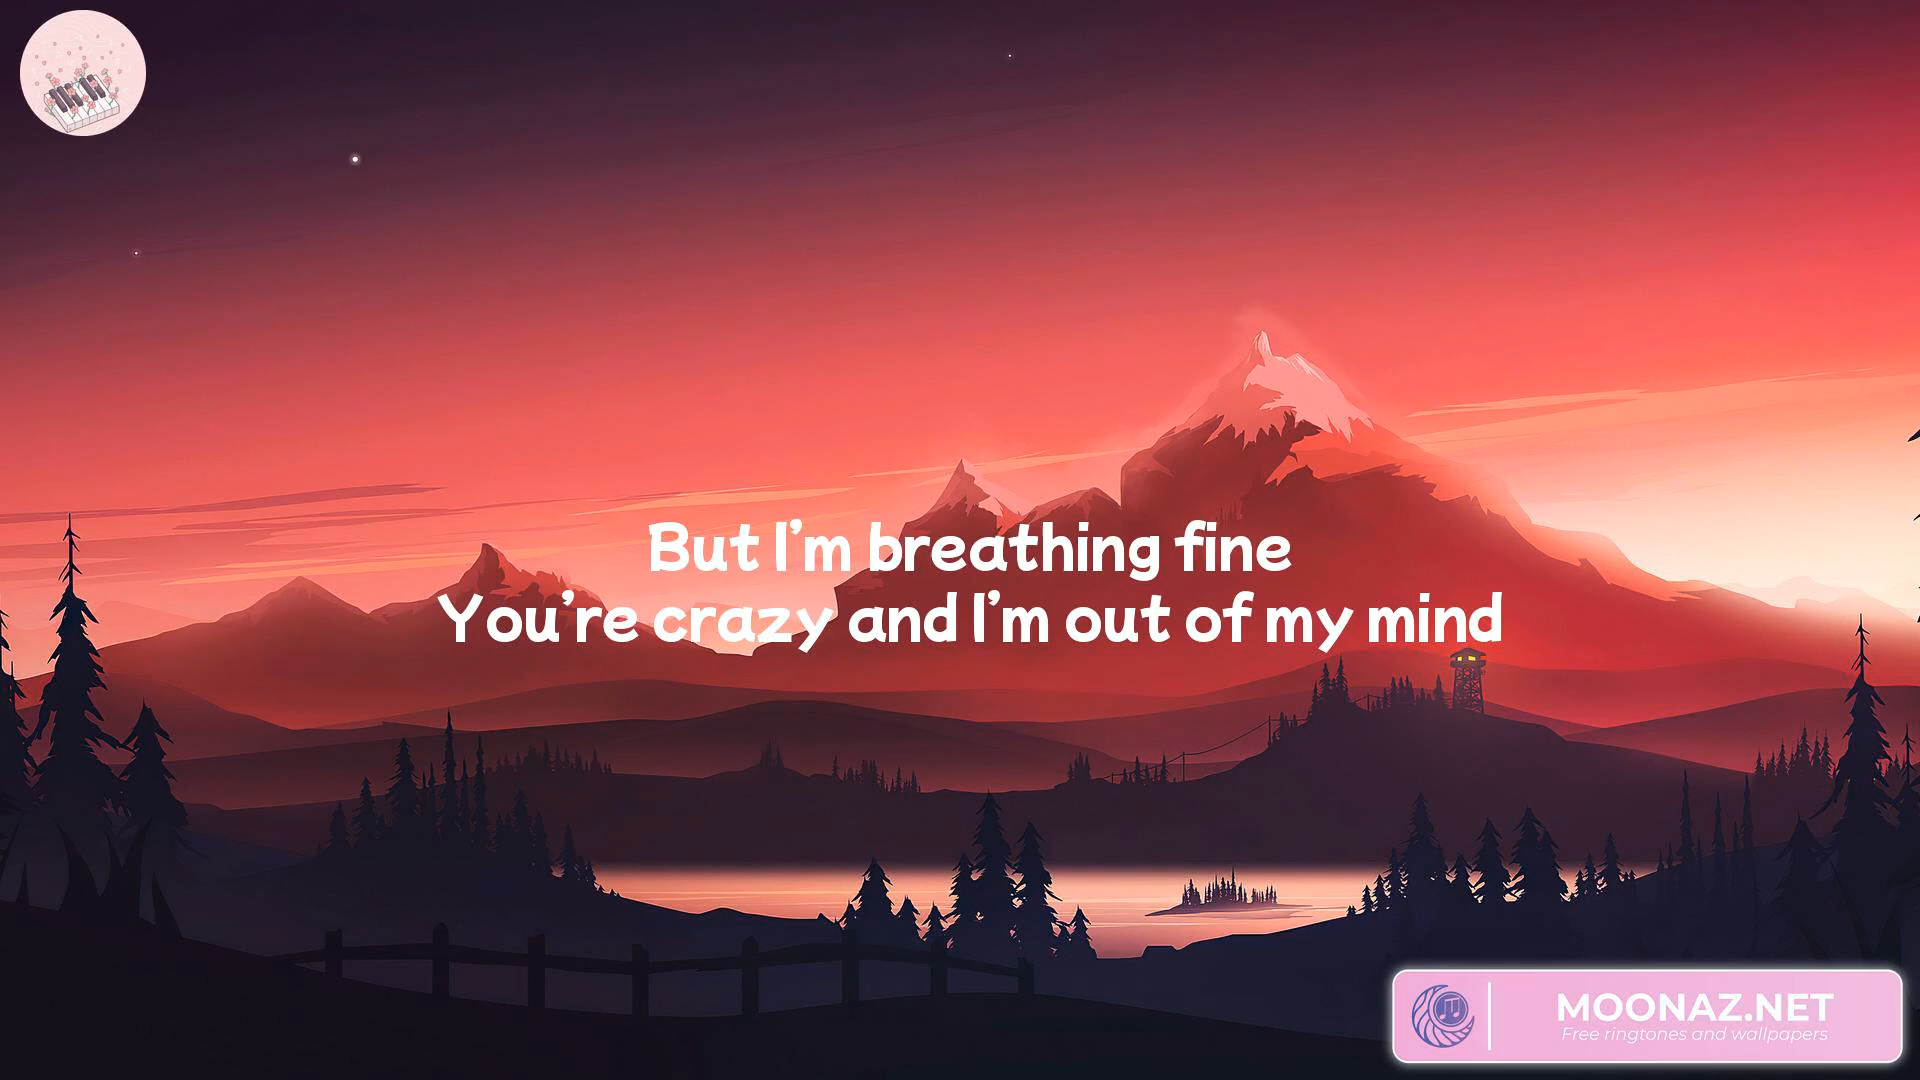 But I’m breathing fine
You’re crazy and I’m out of my mind
MOONAZ.NET
Free ringtones and wallpapers